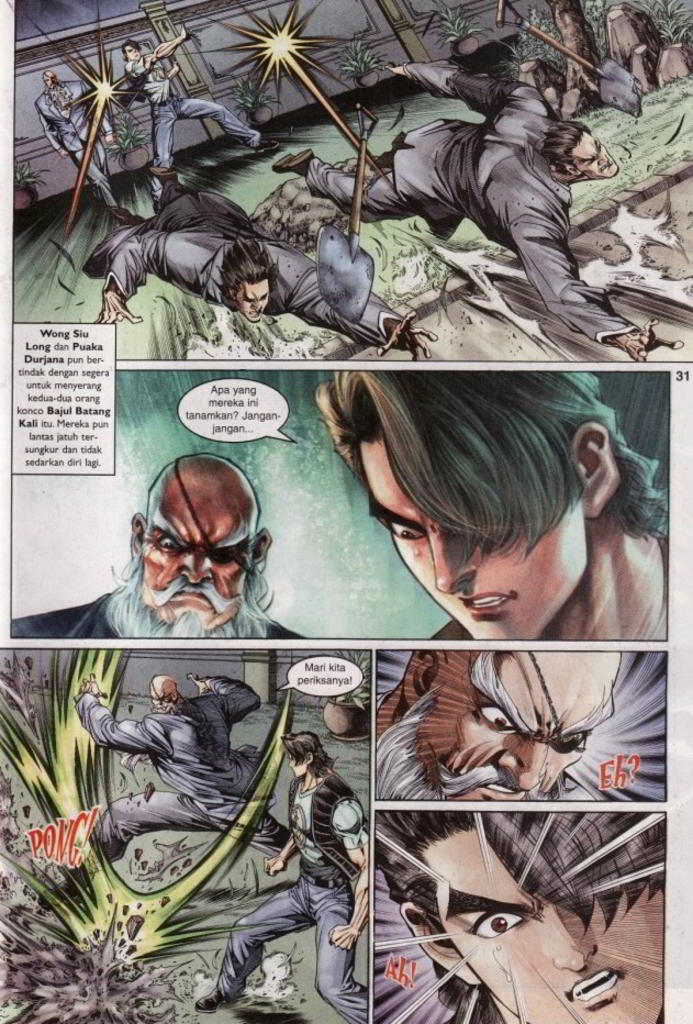 Wong Siu
Long dan Puaka
Durjana pun ber-
tindak dengan segera
untuk menyerang
kedua-dua orang
konco Bajul Batang
Kali itu. Mereka pun
lantas jatuh ter-
sungkur dan tidak
sedarkan diri lagi.
31
Apa yang
mereka ini
tanamkan? Jangan-
jangan...
Mari kita
periksanya!
PONG!
Eh?
Ah!